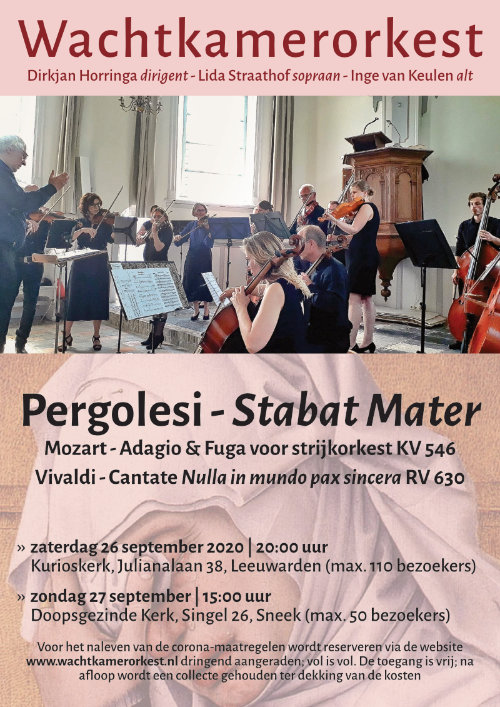 Wachtkamerorkest
Dirkjan Horringa dirigent - Lida Straathof sopraan - Inge van Keulen alt
Pergolesi - Stabat Mater
Mozart - Adagio & Fuga voor strijkorkest KV 546
Vivaldi - Cantate Nulla in mundo pax sincera RV 630
» zaterdag 26 september 2020 | 20:00 uur
Kurioskerk, Julianalaan 38, Leeuwarden (max. 110 bezoekers)
» zondag 27 september | 15:00 uur
Doopsgezinde Kerk, Singel 26, Sneek (max. 50 bezoekers)
Voor het naleven van de corona-maatregelen wordt reserveren via de website
www.wachtkamerorkest.nl dringend aangeraden; vol is vol. De toegang is vrij; na
afloop wordt een collecte gehouden ter dekking van de kosten